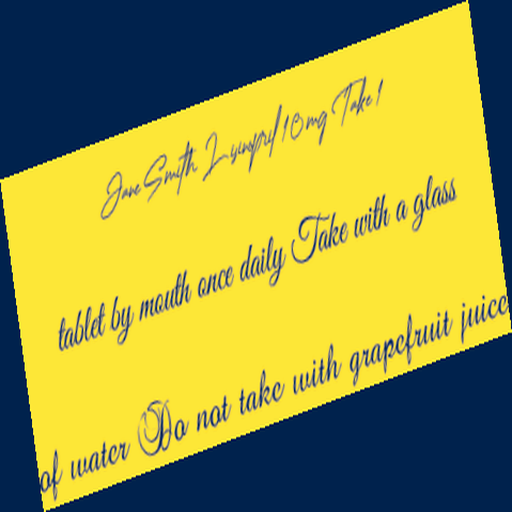 Jane Smith Lisinopril 10mg Take 1
tablet by mouth once daily Take with a glass
of water Do not take with grapefruit juice